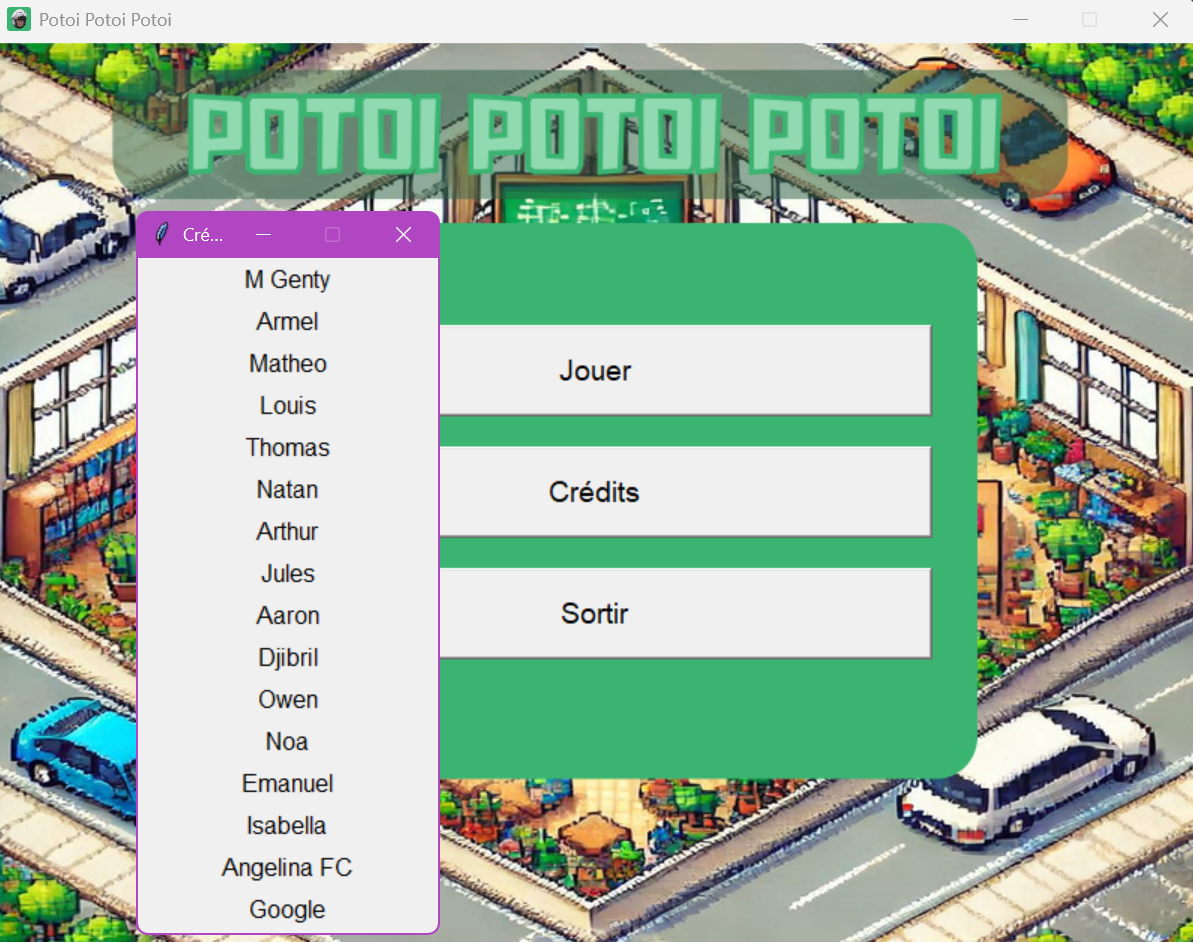 Potoi Potoi Potoi
POTOI POTOI POTOI
Cré...
M Genty
Armel
Matheo
Louis
Thomas
Natan
Arthur
Jules
Aaron
Djibril
Owen
Noa
Emanuel
Isabella
Angelina FC
Google
Jouer
Crédits
Sortir